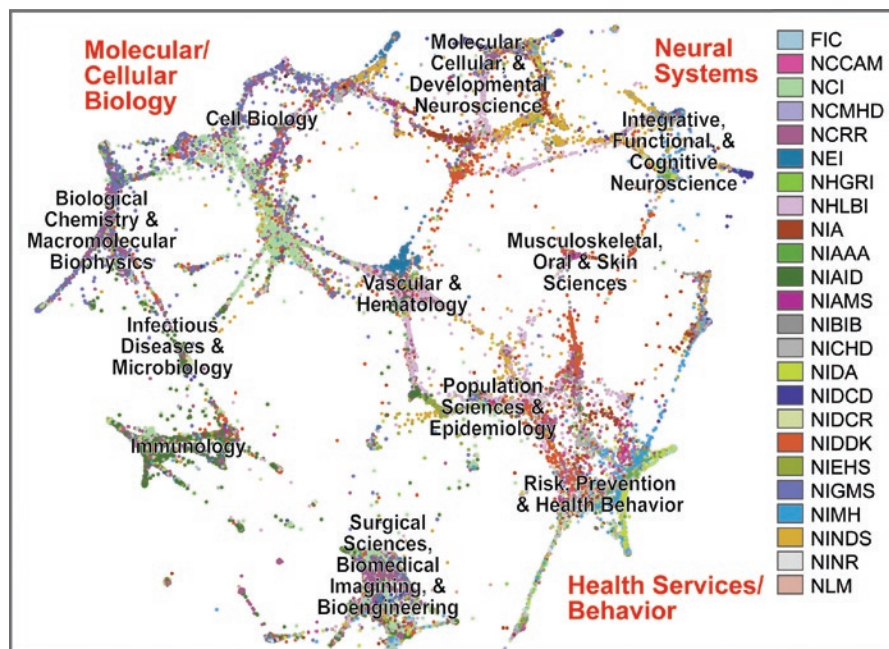 Molecular/
Cellular
Biology
Molecular,
Cellular, &
Developmental
Neuroscience
Neural
Systems
Cell Biology
Integrative,
Functional, &
Cognitive
Neuroscience
Biological
Chemistry &
Macromolecular
Biophysics
Musculoskeletal,
Oral & Skin
Sciences
Vascular &
Hematology
Infectious
Diseases &
Microbiology
Population
Sciences &
Epidemiology
Immunology
Risk, Prevention
& Health Behavior
Surgical
Sciences,
Biomedical
Imagining, &
Bioengineering
Health Services/
Behavior
FIC
NCCAM
NCI
NCMHD
NCRR
NEI
NHGRI
NHLBI
NIA
NIAAA
NIAID
NIAMS
NIBIB
NICHD
NIDA
NIDCD
NIDCR
NIDDK
NIEHS
NIGMS
NIMH
NINDS
NINR
NLM